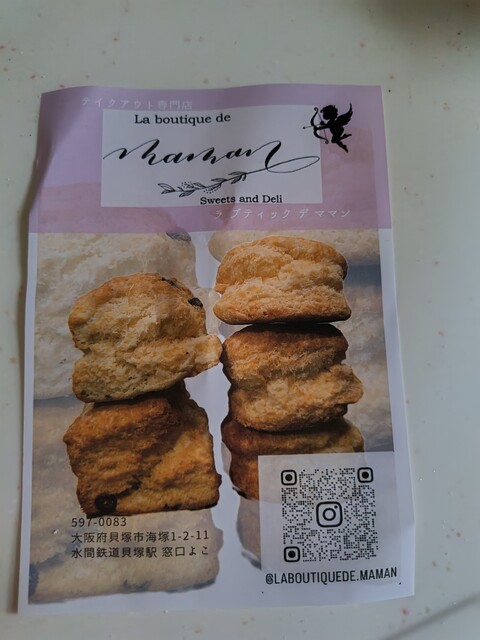 テイクアウト専門店
La boutique de
maman
Sweets and Deli
ラ ブティック デ ママン
597-0083
大阪府貝塚市海塚1-2-11
水間鉄道貝塚駅 窓口よこ
@LABOUTIQUEDE.MAMAN